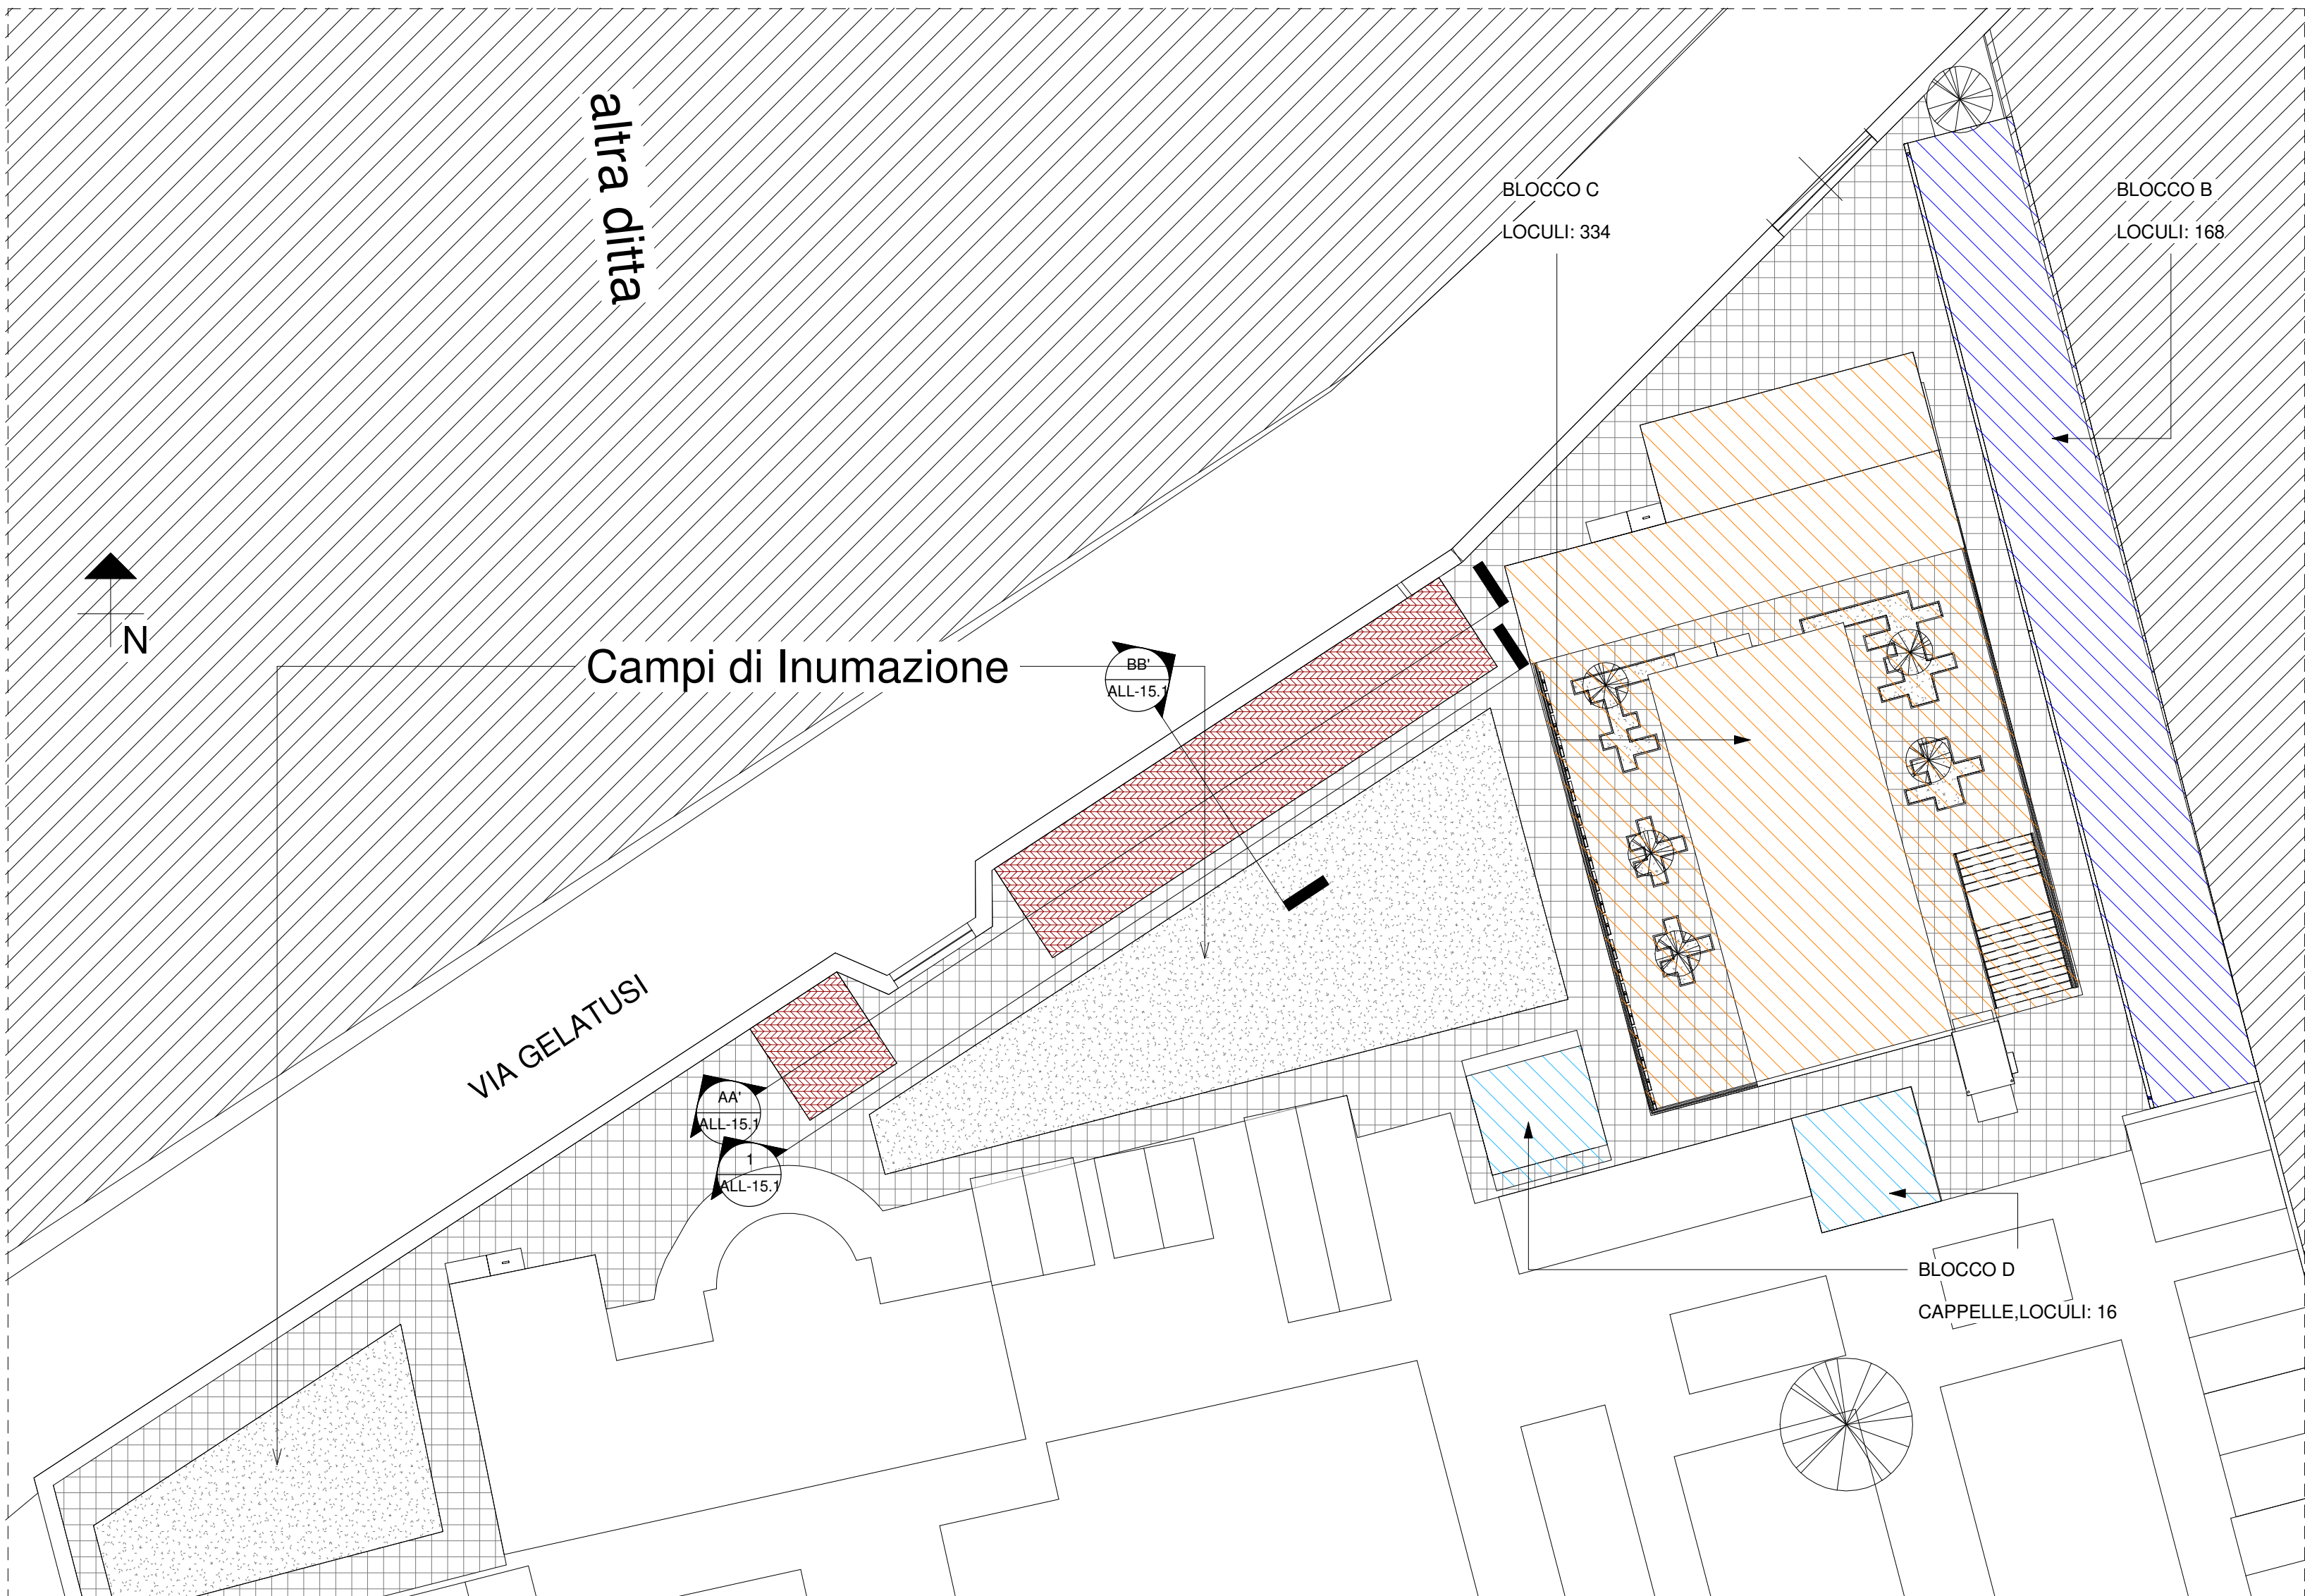 altra ditta
BLOCCO C
LOCULI: 334
BLOCCO B
LOCULI: 168
N
Campi di Inumazione
BB'
ALL-15.1
VIA GELATUSI
AA'
ALL-15.1
1
ALL-15.1
BLOCCO D
CAPPELLE,LOCULI: 16